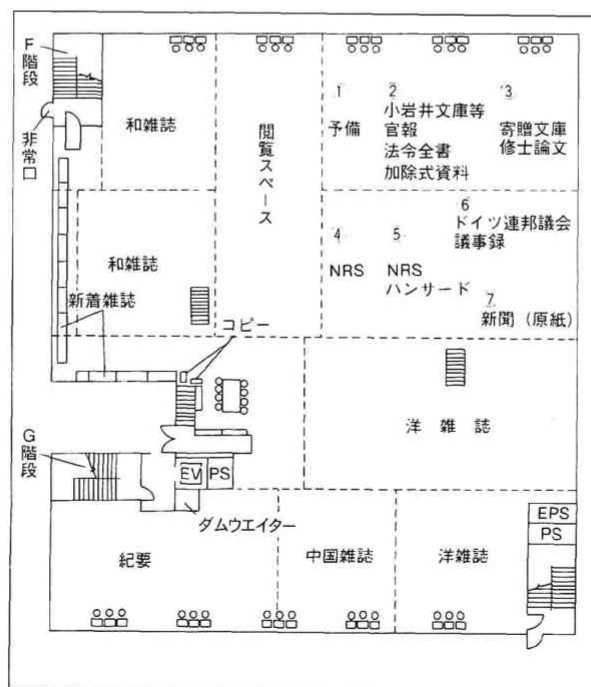 F階段
非常口
和雑誌
閲覧スペース
1
予備
2
小岩井文庫等
官報
法令全書
加除式資料
3
寄贈文庫
修士論文
和雑誌
新着雑誌
コピー
4
NRS
5
NRS
ハンサード
6
ドイツ連邦議会
議事録
7
新聞（原紙）
洋雑誌
G階段
EV
PS
ダムウエイター
紀要
中国雑誌
洋雑誌
EPS
PS